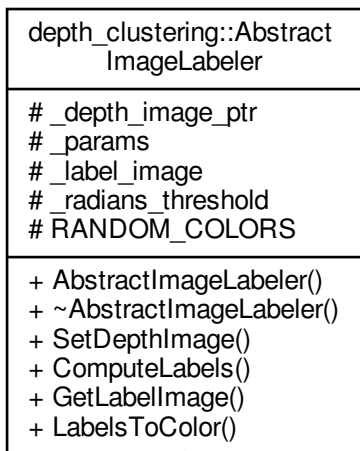 depth_clustering::Abstract
ImageLabeler
# _depth_image_ptr
# _params
# _label_image
# _radians_threshold
# RANDOM_COLORS
+ AbstractImageLabeler()
+ ~AbstractImageLabeler()
+ SetDepthImage()
+ ComputeLabels()
+ GetLabelImage()
+ LabelsToColor()